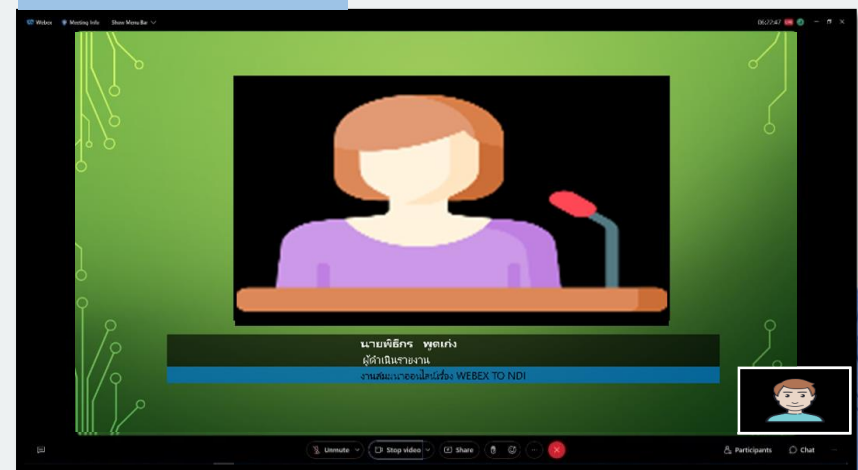 Webex Meeting Info Show Menu Bar
นายพิธีกร พูดเก่ง
ผู้ดำเนินรายงาน
งานสัมมนาออนไลน์เรื่อง WEBEX TO NDI
Unmute Stop video Share Participants Chat